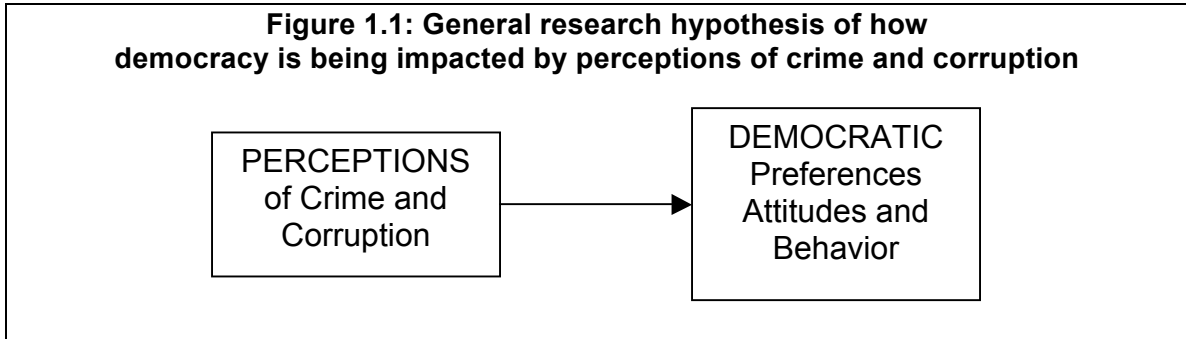 Figure 1.1: General research hypothesis of how
democracy is being impacted by perceptions of crime and corruption
PERCEPTIONS
of Crime and
Corruption
DEMOCRATIC
Preferences
Attitudes and
Behavior